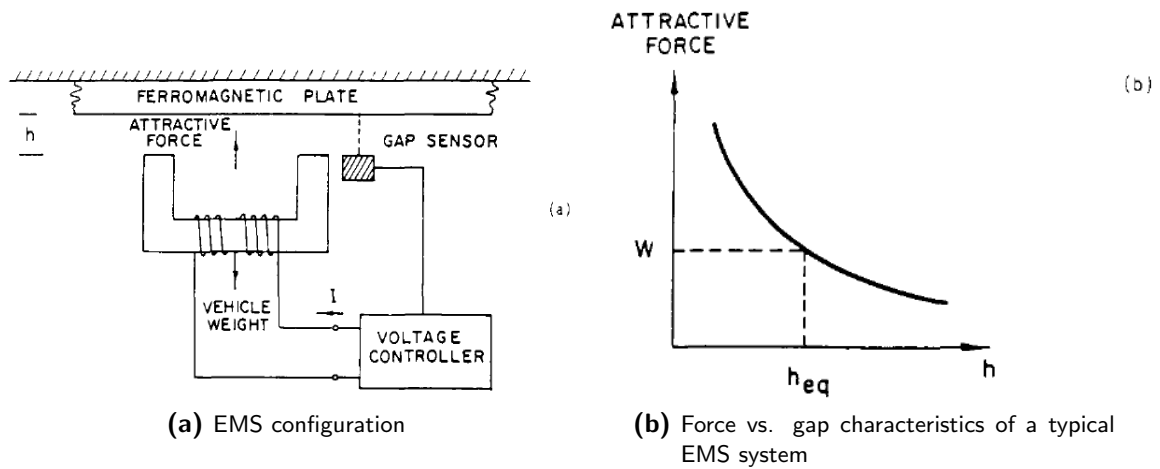 FERROMAGNETIC PLATE
h
ATTRACTIVE
FORCE
GAP SENSOR
(a)
VEHICLE
WEIGHT
I
VOLTAGE
CONTROLLER
(a) EMS configuration
ATTRACTIVE
FORCE
(b)
W
h_eq
h
(b) Force vs. gap characteristics of a typical
EMS system